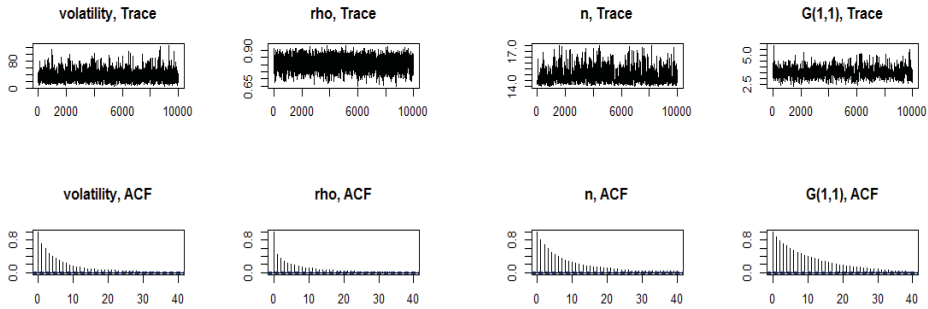 volatility, Trace
rho, Trace
n, Trace
G(1,1), Trace
0 80
0.65 0.90
14.0 17.0
2.5 5.0
0 2000 6000 10000
0 2000 6000 10000
0 2000 6000 10000
0 2000 6000 10000
volatility, ACF
rho, ACF
n, ACF
G(1,1), ACF
0.0 0.8
0.0 0.8
0.0 0.8
0.0 0.8
0 10 20 30 40
0 10 20 30 40
0 10 20 30 40
0 10 20 30 40